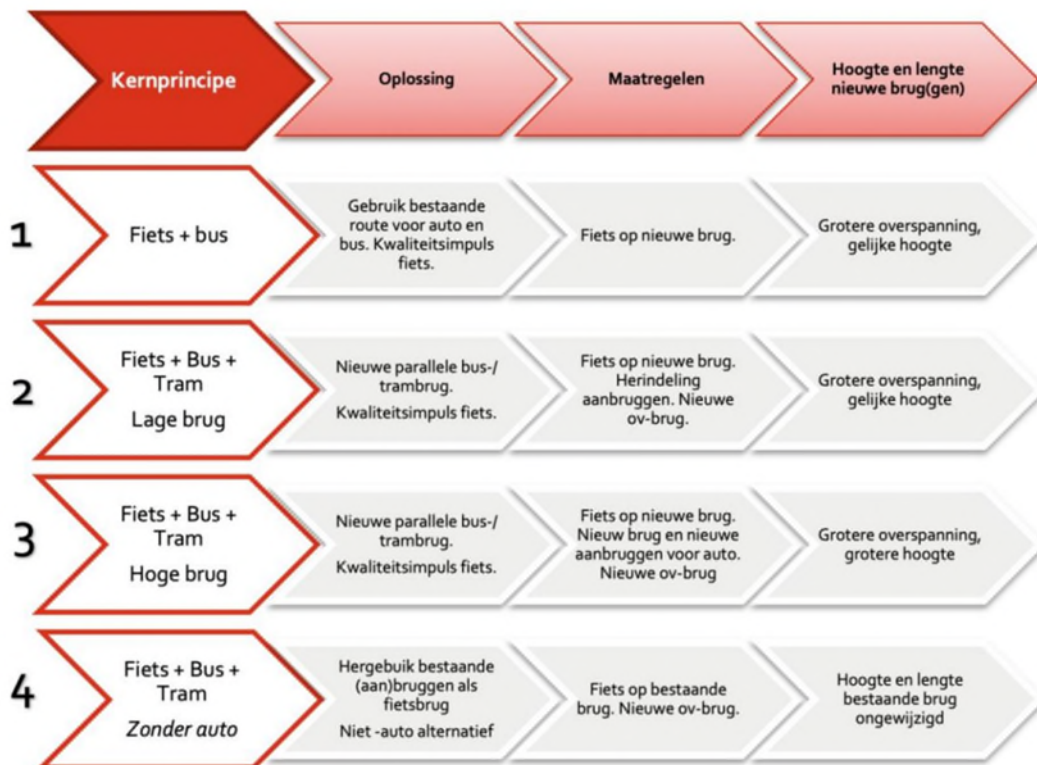 Kernprincipe
Oplossing
Maatregelen
Hoogte en lengte
nieuwe brug(gen)
1
Fiets + bus
Gebruik bestaande
route voor auto en
bus. Kwaliteitsimpuls
fiets.
Fiets op nieuwe brug.
Grotere overspanning,
gelijke hoogte
2
Fiets + Bus +
Tram
Lage brug
Nieuwe parallele bus-/
trambrug.
Kwaliteitsimpuls fiets.
Fiets op nieuwe brug.
Herindeling
aanbruggen. Nieuwe
ov-brug.
Grotere overspanning,
gelijke hoogte
3
Fiets + Bus +
Tram
Hoge brug
Nieuwe parallele bus-/
trambrug.
Kwaliteitsimpuls fiets.
Fiets op nieuwe brug.
Nieuw brug en nieuwe
aanbruggen voor auto.
Nieuwe ov-brug
Grotere overspanning,
grotere hoogte
4
Fiets + Bus +
Tram
Zonder auto
Hergebuik bestaande
(aan)bruggen als
fietsbrug
Niet -auto alternatief
Fiets op bestaande
brug. Nieuwe ov-brug.
Hoogte en lengte
bestaande brug
ongewijzigd